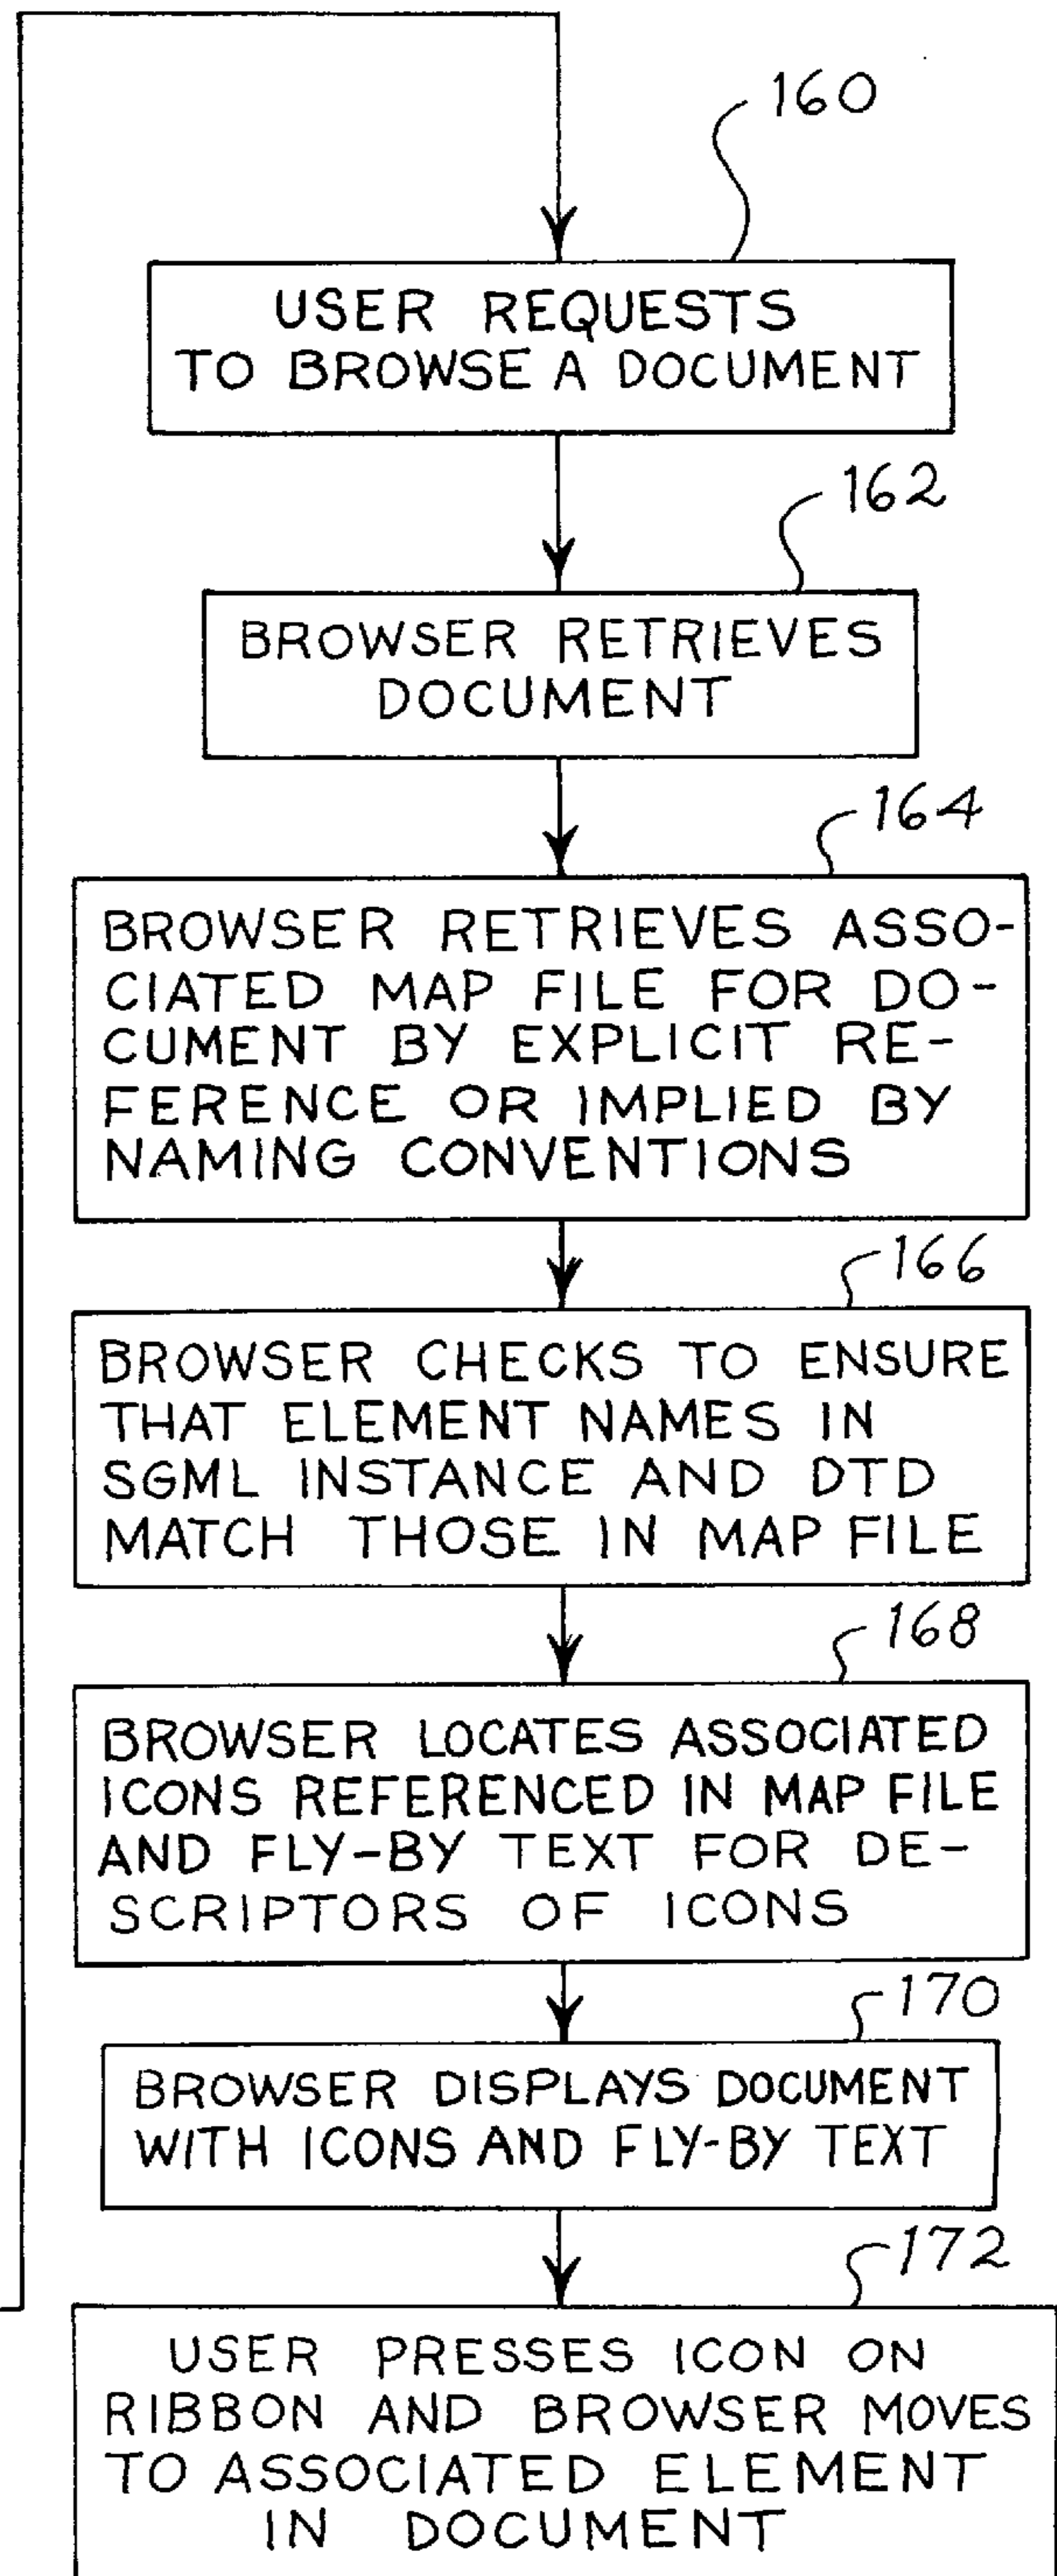 160
USER REQUESTS
TO BROWSE A DOCUMENT
162
BROWSER RETRIEVES
DOCUMENT
164
BROWSER RETRIEVES ASSO-
CIATED MAP FILE FOR DO-
CUMENT BY EXPLICIT RE-
FERENCE OR IMPLIED BY
NAMING CONVENTIONS
166
BROWSER CHECKS TO ENSURE
THAT ELEMENT NAMES IN
SGML INSTANCE AND DTD
MATCH THOSE IN MAP FILE
168
BROWSER LOCATES ASSOCIATED
ICONS REFERENCED IN MAP FILE
AND FLY-BY TEXT FOR DE-
SCRIPTORS OF ICONS
170
BROWSER DISPLAYS DOCUMENT
WITH ICONS AND FLY-BY TEXT
172
USER PRESSES ICON ON
RIBBON AND BROWSER MOVES
TO ASSOCIATED ELEMENT
IN DOCUMENT